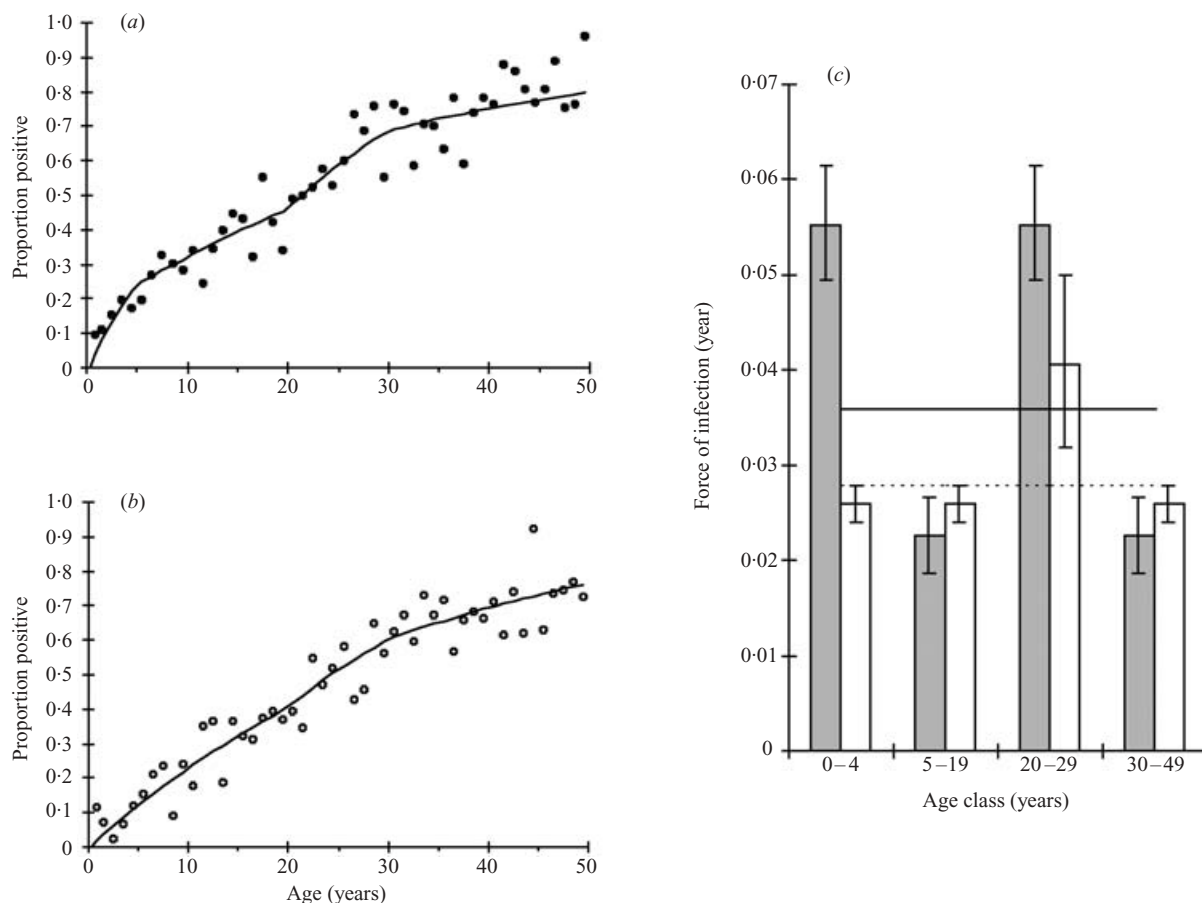 (a)
1·0
0·9
0·8
0·7
0·6
0·5
0·4
0·3
0·2
0·1
0
Proportion positive
0 10 20 30 40 50
(b)
1·0
0·9
0·8
0·7
0·6
0·5
0·4
0·3
0·2
0·1
0
Proportion positive
0 10 20 30 40 50
Age (years)
(c)
0·07
0·06
0·05
0·04
0·03
0·02
0·01
0
Force of infection (year)
0–4 5–19 20–29 30–49
Age class (years)